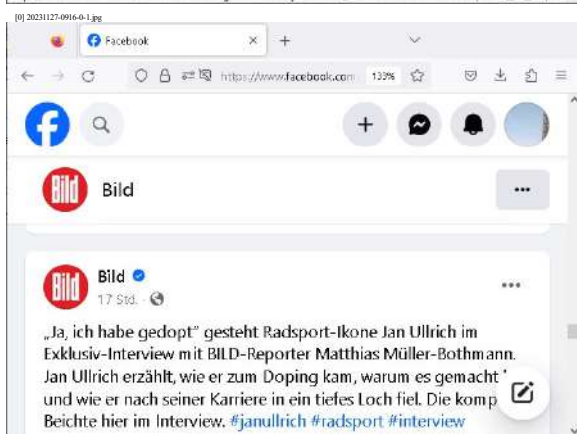 [0] 20231127-0916-0-1.jpg
Facebook
https://www.facebook.com 133%
Bild Bild
Bild
17 Std.
„Ja, ich habe gedopt“ gesteht Radsport-Ikone Jan Ullrich im
Exklusiv-Interview mit BILD-Reporter Matthias Müller-Bothmann.
Jan Ullrich erzählt, wie er zum Doping kam, warum es gemacht
und wie er nach seiner Karriere in ein tiefes Loch fiel. Die komp
Beichte hier im Interview. #janullrich #radsport #interview